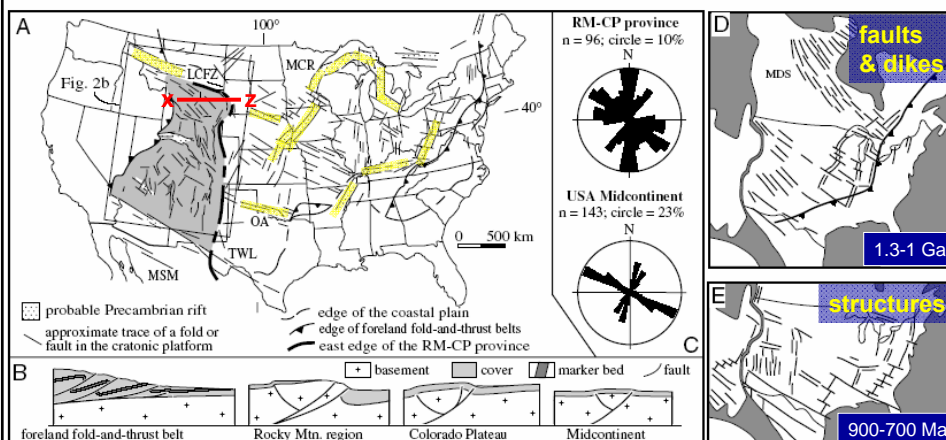 A
100°
MCR
LCFZ
Fig. 2b
X
Z
40°
OA
TWL
MSM
0 500 km
probable Precambrian rift
approximate trace of a fold or
fault in the cratonic platform
edge of the coastal plain
edge of foreland fold-and-thrust belts
east edge of the RM-CP province
RM-CP province
n = 96; circle = 10%
N
USA Midcontinent
n = 143; circle = 23%
N
C
B
basement
cover
marker bed
fault
foreland fold-and-thrust belt
Rocky Mtn. region
Colorado Plateau
Midcontinent
D
faults
& dikes
MDS
1.3-1 Ga
E
structures
900-700 Ma